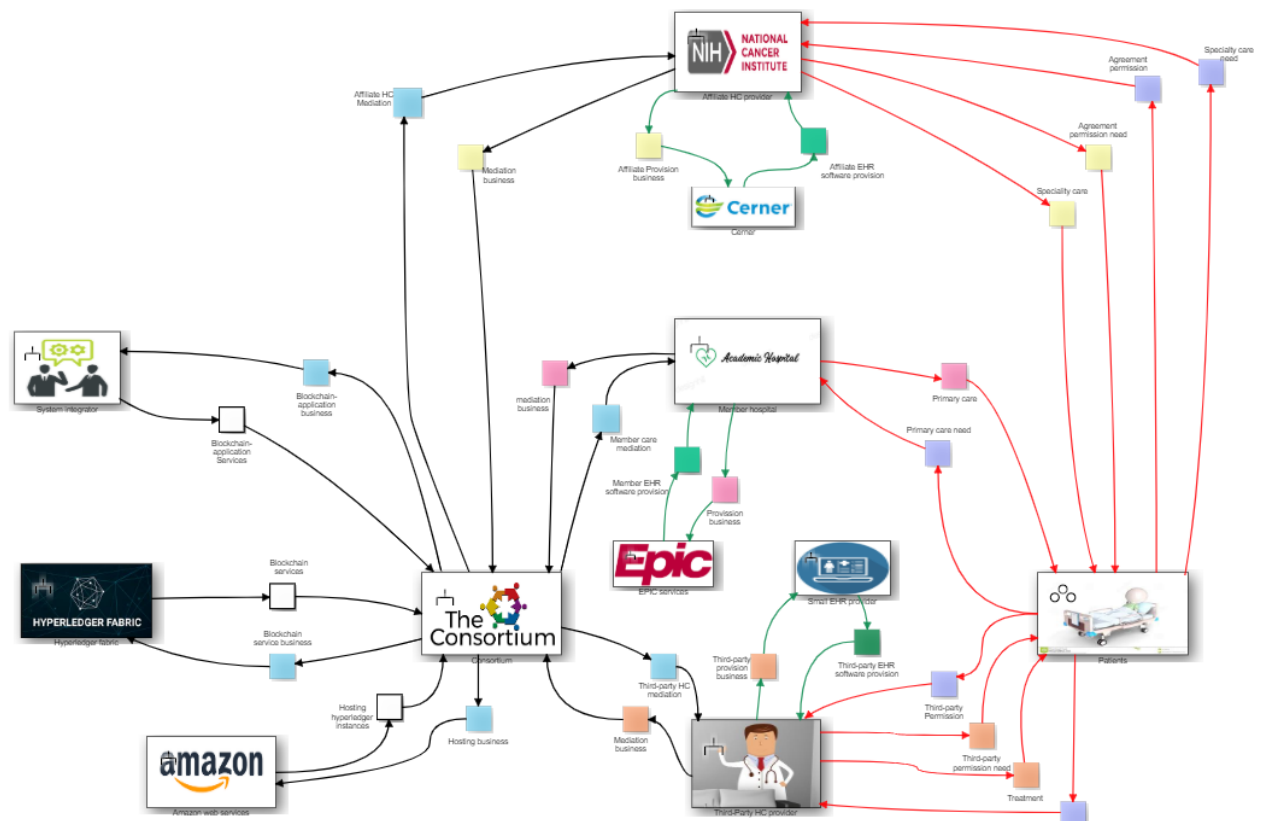 NIH
NATIONAL
CANCER
INSTITUTE
Affiliate HC provider
Specialty care
need
Agreement
permission
Affiliate HC
Mediation
Agreement
permission need
Mediation
business
Affiliate Provision
business
Affiliate EHR
software provision
Speciality care
Cerner
Cerner
System integrator
Blockchain-
application
business
Blockchain-
application
Services
mediation
business
Academic Hospital
Member hospital
Member care
mediation
Primary care
Primary care need
Member EHR
software provision
Provission
business
Epic
EPIC services
Small EHR provider
Blockchain
services
HYPERLEDGER FABRIC
Hyperledger fabric
Blockchain
service business
The
Consortium
Consortium
Patients
Third-party HC
mediation
Third-party
provision
business
Third-party EHR
software provision
Third-party
Permission
Hosting
hyperledger
instances
Hosting business
Mediation
business
Third-party
permission need
Treatment
amazon
Amazon web services
Third-Party HC provider